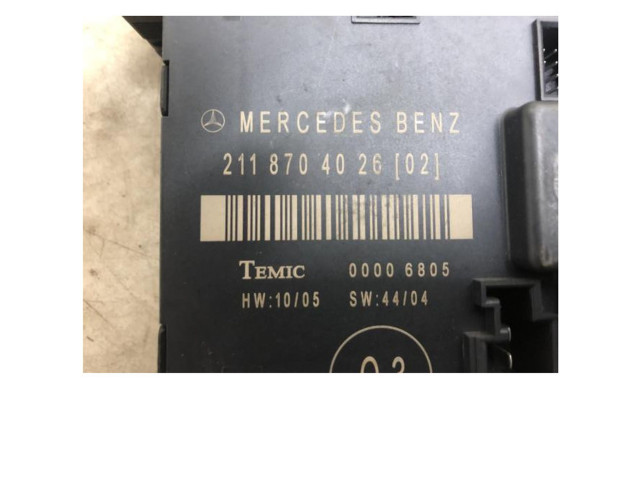 MERCEDES BENZ
211 870 40 26 [02]
TEMIC 0000 6805
HW:10/05 SW:44/04